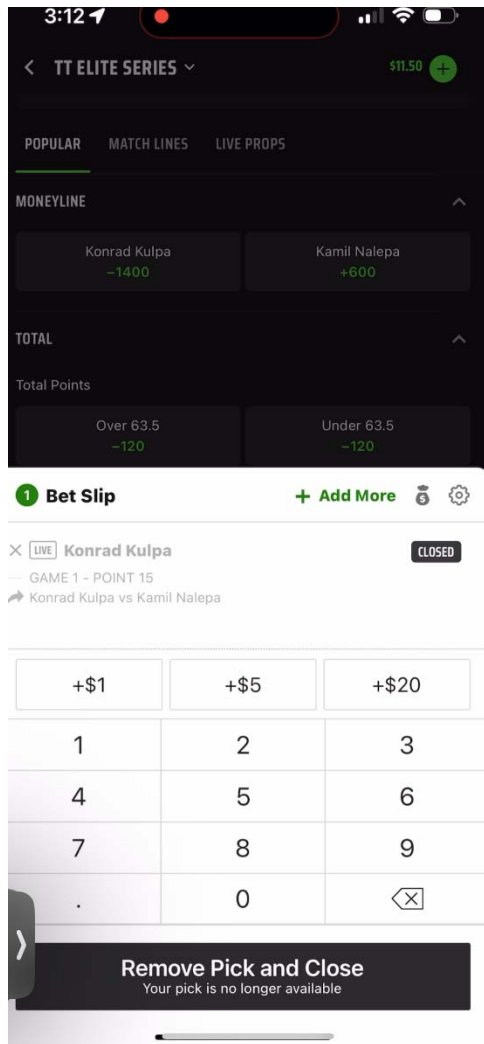 3:12
TT ELITE SERIES
$11.50 +
POPULAR MATCH LINES LIVE PROPS
MONEYLINE
Konrad Kulpa Kamil Nalepa
−1400 +600
TOTAL
Total Points
Over 63.5 Under 63.5
−120 −120
1 Bet Slip + Add More $
LIVE Konrad Kulpa CLOSED
GAME 1 - POINT 15
Konrad Kulpa vs Kamil Nalepa
+$1 +$5 +$20
1 2 3
4 5 6
7 8 9
. 0
Remove Pick and Close
Your pick is no longer available